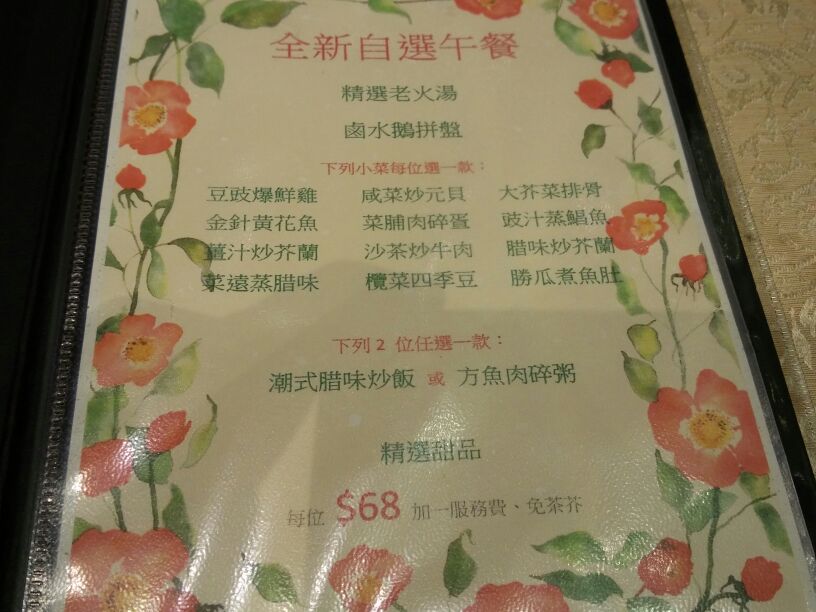 全新自選午餐
精選老火湯
鹵水鵝拼盤
下列小菜每位選一款：
豆豉爆鮮雞 咸菜炒元貝 大芥菜排骨
金針黃花魚 菜脯肉碎蛋 豉汁蒸鯧魚
薑汁炒芥蘭 沙茶炒牛肉 腊味炒芥蘭
菜遠蒸腊味 欖菜四季豆 勝瓜煮魚肚
下列 2 位任選一款：
潮式腊味炒飯 或 方魚肉碎粥
精選甜品
每位 $68 加一服務費、免茶芥